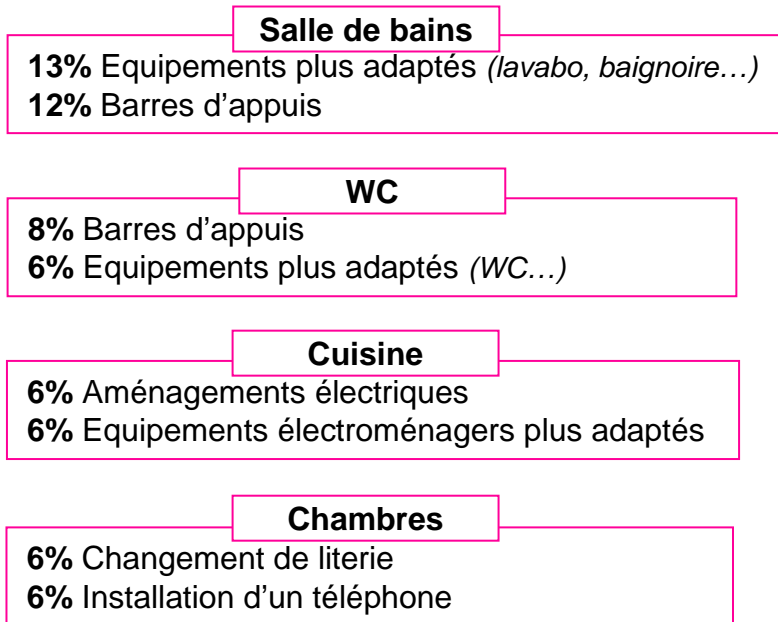 Salle de bains
13% Equipements plus adaptés (lavabo, baignoire…)
12% Barres d'appuis
WC
8% Barres d'appuis
6% Equipements plus adaptés (WC…)
Cuisine
6% Aménagements électriques
6% Equipements électroménagers plus adaptés
Chambres
6% Changement de literie
6% Installation d'un téléphone